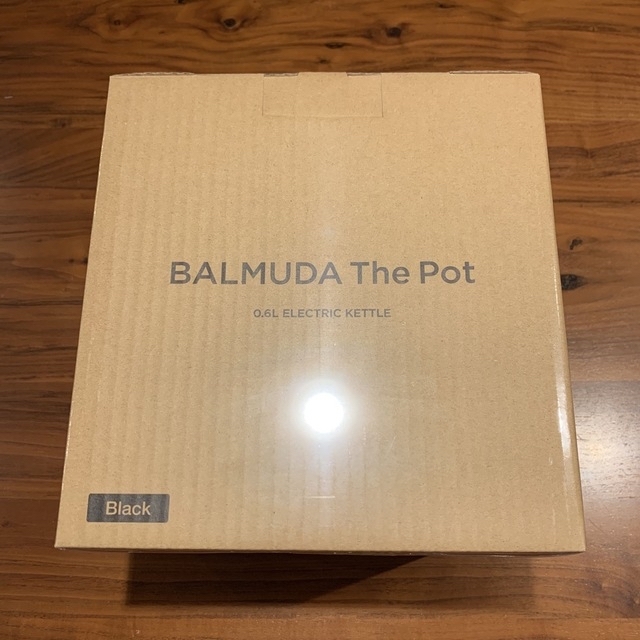 BALMUDA The Pot
0.6L ELECTRIC KETTLE
Black